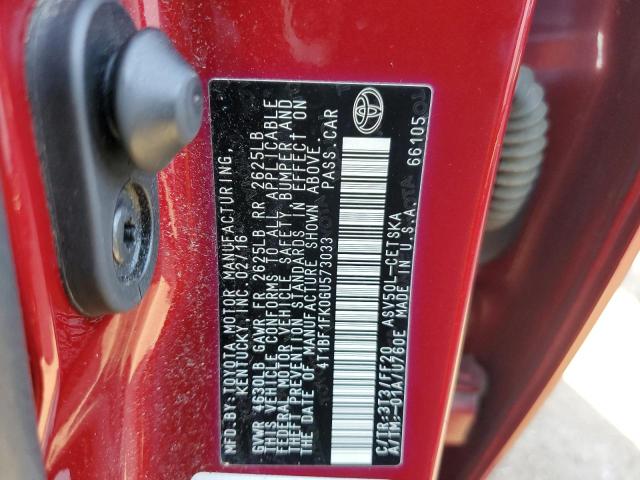 MFD.BY: TOYOTA MOTOR MANUFACTURING,
KENTUCKY, INC. 02/16
GVWR 4630LB GAWR FR 2625LB RR 2625LB
THIS VEHICLE CONFORMS TO ALL APPLICABLE
FEDERAL MOTOR VEHICLE SAFETY, BUMPER AND
THEFT PREVENTION STANDARDS IN EFFECT ON
THE DATE OF MANUFACTURE SHOWN ABOVE.
4T1BF1FK0GU573033 PASS.CAR
66105
C/TR:3T3/FF20 ASV50L-CETSKA
A/TM:-01A/U760E MADE IN U.S.A.